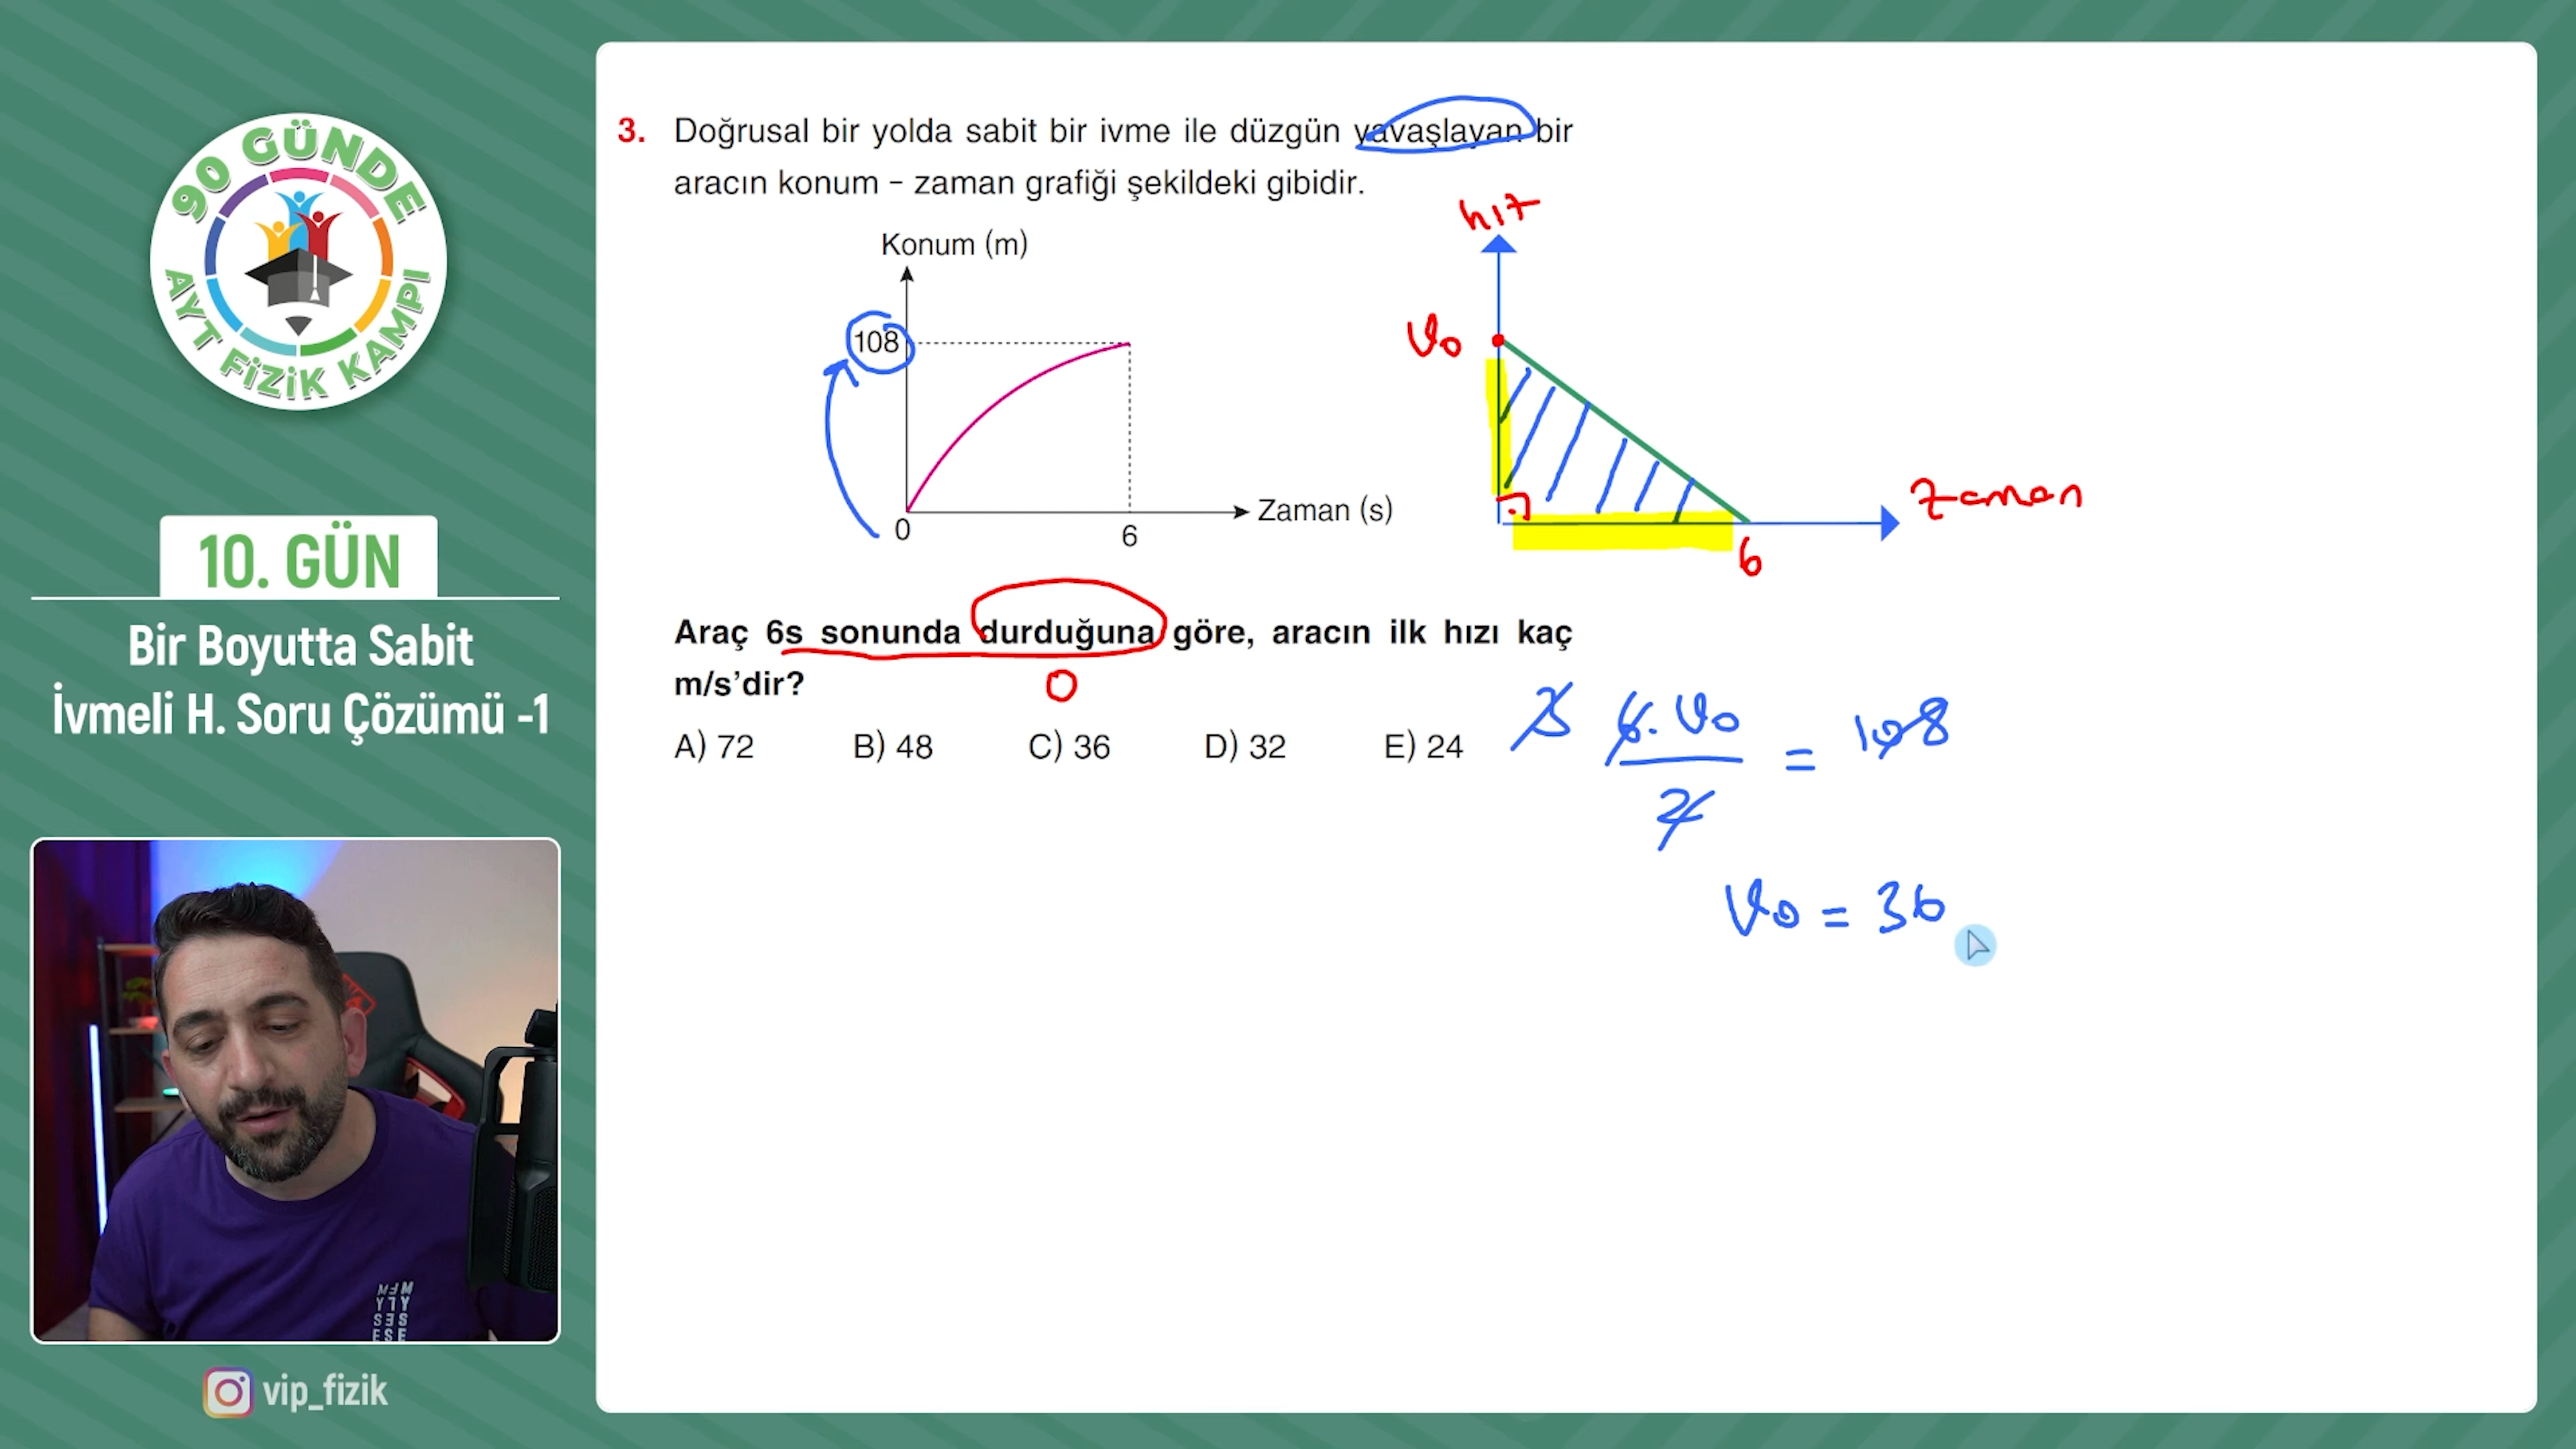 90 GÜNDE
AYT FİZİK KAMPI
10. GÜN
Bir Boyutta Sabit
İvmeli H. Soru Çözümü -1
vip_fizik
3. Doğrusal bir yolda sabit bir ivme ile düzgün yavaşlayan bir
aracın konum – zaman grafiği şekildeki gibidir.
Konum (m)
108
0
6
Zaman (s)
hız
V₀
Zaman
6
Araç 6s sonunda durduğuna göre, aracın ilk hızı kaç
m/s'dir?
0
A) 72 B) 48 C) 36 D) 32 E) 24
3 6. V₀ = 108
2
V₀ = 36